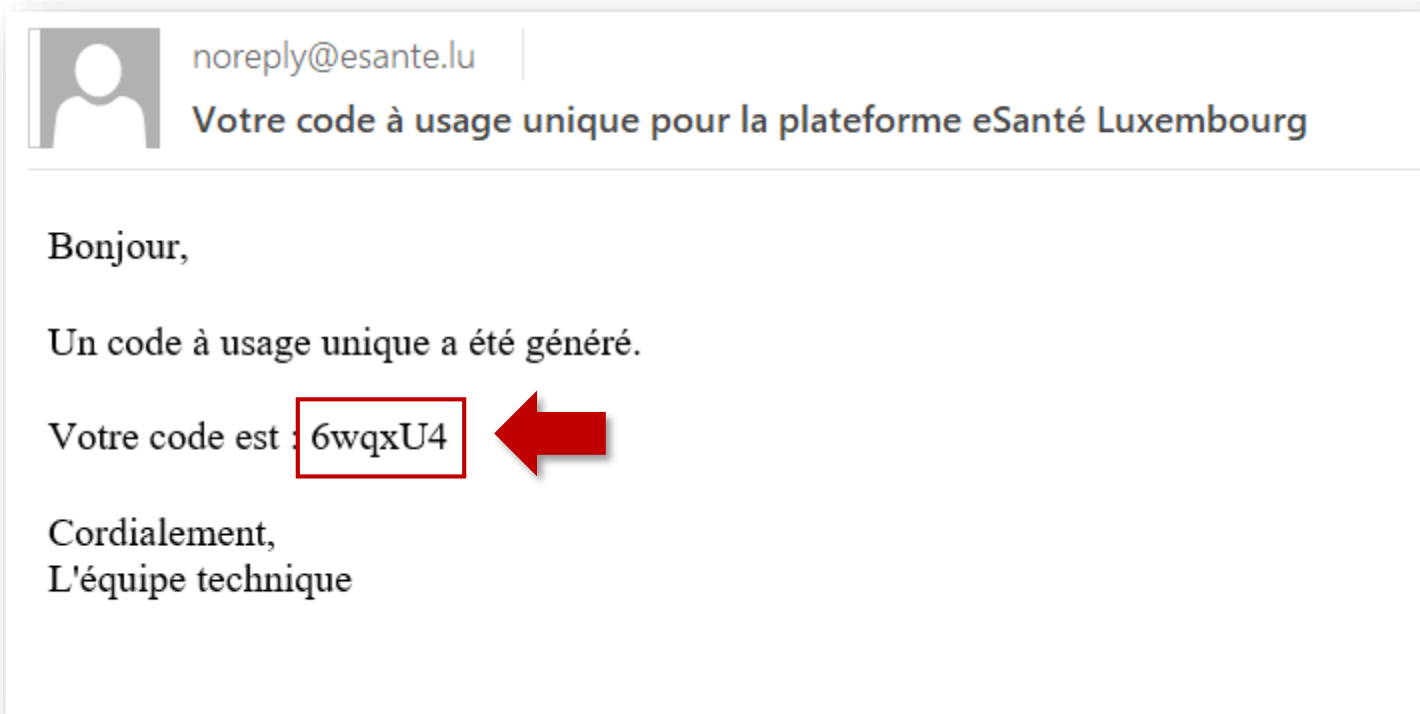 noreply@esante.lu
Votre code à usage unique pour la plateforme eSanté Luxembourg
Bonjour,
Un code à usage unique a été généré.
Votre code est : 6wqxU4
Cordialement,
L'équipe technique